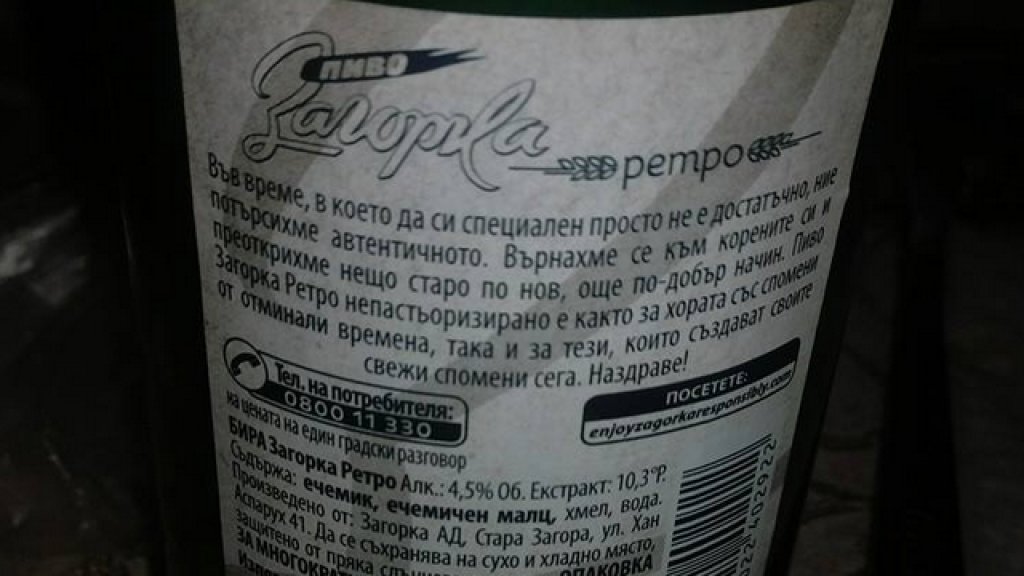 ПИВО
Загорка
ретро
Във време, в което да си специален просто не е достатъчно, ние
потърсихме автентичното. Върнахме се към корените си и
преоткрихме нещо старо по нов, още по-добър начин. Пиво
Загорка Ретро непастьоризирано е както за хората със спомени
от отминали времена, така и за тези, които създават своите
свежи спомени сега. Наздраве!
Тел. на потребителя:
0800 11 330
на цената на един градски разговор
ПОСЕТЕТЕ:
enjoyzagorkaresponsibly.com
БИРА Загорка Ретро Алк.: 4,5% Об. Екстракт: 10,3°P.
Съдържа: ечемик, ечемичен малц, хмел, вода.
Произведено от: Загорка АД, Стара Загора, ул. Хан
Аспарух 41. Да се съхранява на сухо и хладно място,
защитено от пряка
ОПАКОВКА
ЗА МНОГОКРАТ